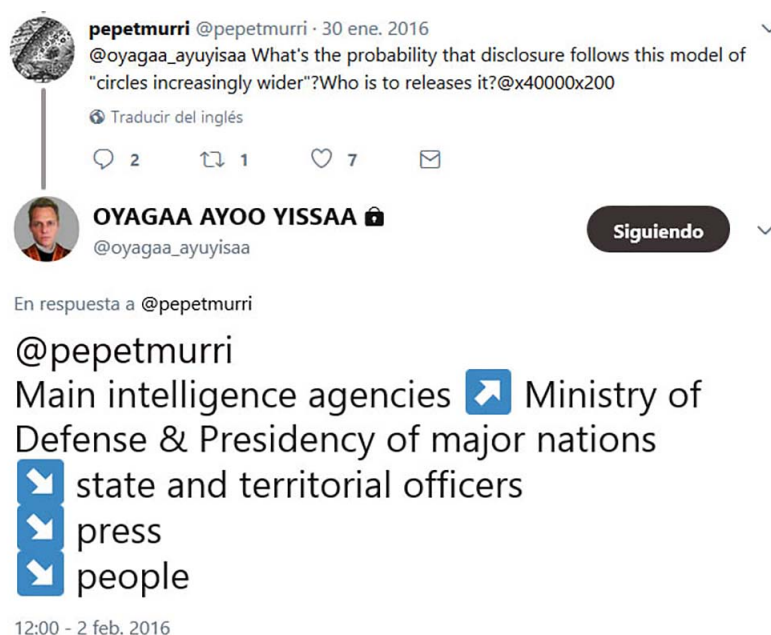 pepetmurri @pepetmurri · 30 ene. 2016
@oyagaa_ayuyisaa What's the probability that disclosure follows this model of
"circles increasingly wider"?Who is to releases it?@x40000x200
Traducir del inglés
2 1 7
OYAGAA AYOO YISSAA
@oyagaa_ayuyisaa
Siguiendo
En respuesta a @pepetmurri
@pepetmurri
Main intelligence agencies ↗ Ministry of
Defense & Presidency of major nations
↘ state and territorial officers
↘ press
↘ people
12:00 - 2 feb. 2016